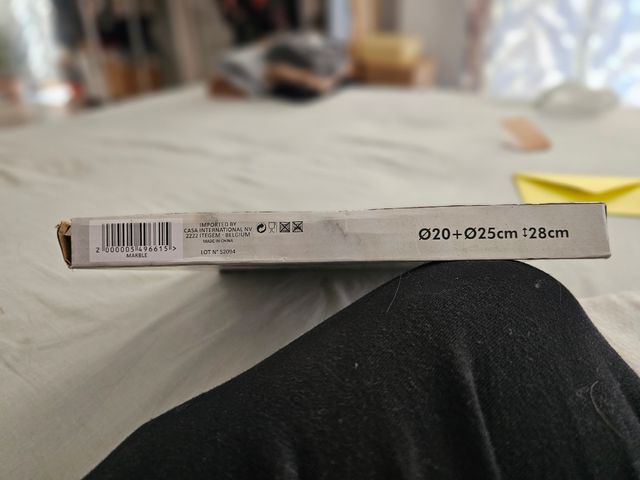 2 000005 496615 >
MARBLE
IMPORTED BY
CASA INTERNATIONAL NV
2222 ITEGEM - BELGIUM
MADE IN CHINA
LOT N° 52094
Ø20+Ø25cm ↕28cm